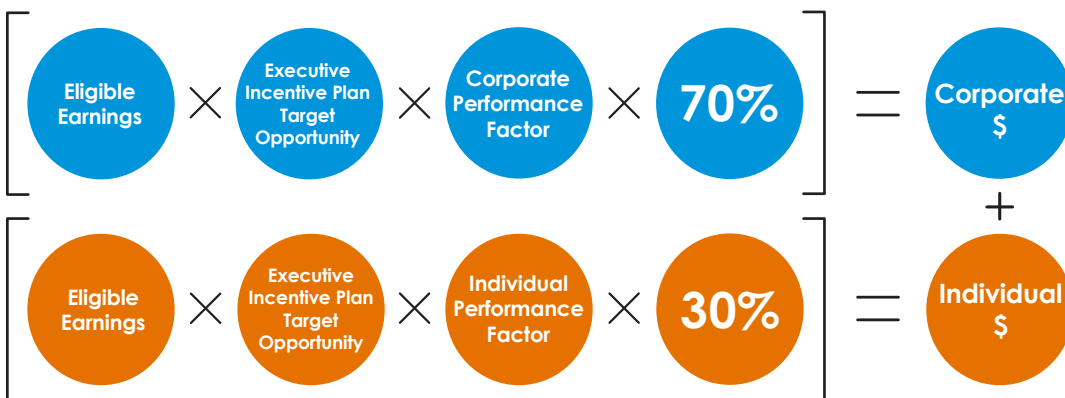 Eligible
Earnings
×
Executive
Incentive Plan
Target
Opportunity
×
Corporate
Performance
Factor
×
70%
=
Corporate
$
+
Eligible
Earnings
×
Executive
Incentive Plan
Target
Opportunity
×
Individual
Performance
Factor
×
30%
=
Individual
$